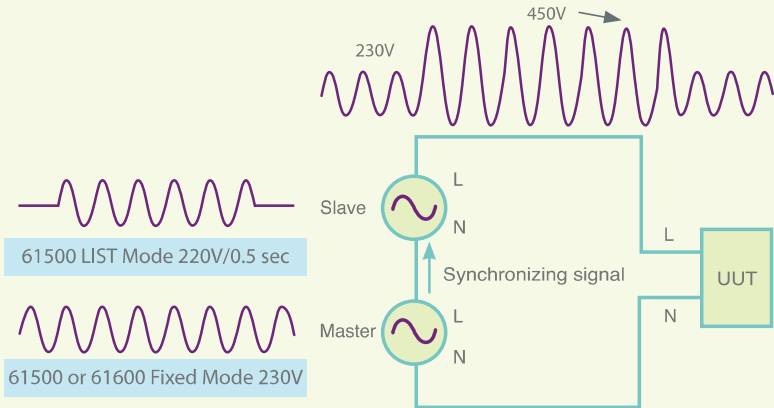 450V
230V
L
Slave
N
61500 LIST Mode 220V/0.5 sec
Synchronizing signal
L
UUT
N
L
Master
N
61500 or 61600 Fixed Mode 230V